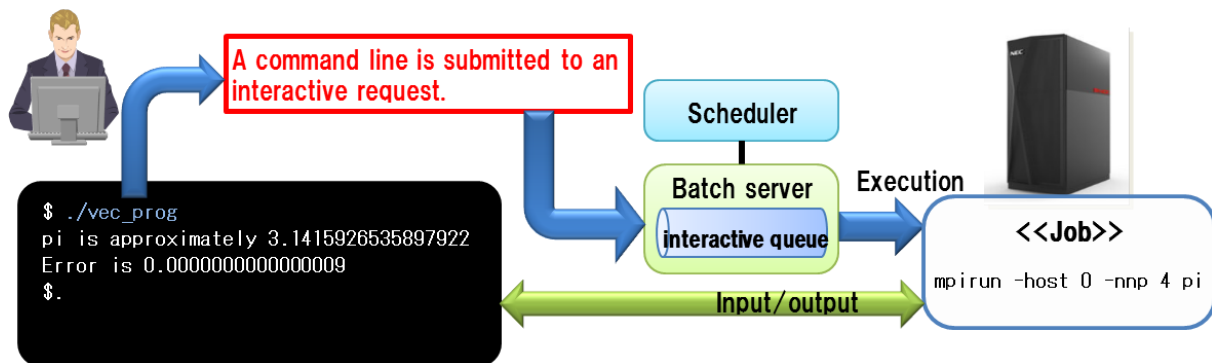 A command line is submitted to an
interactive request.
Scheduler
Batch server
interactive queue
Execution
NEC
$ ./vec_prog
pi is approximately 3.1415926535897922
Error is 0.0000000000000009
$.
<<Job>>
mpirun -host 0 -nnp 4 pi
Input/output